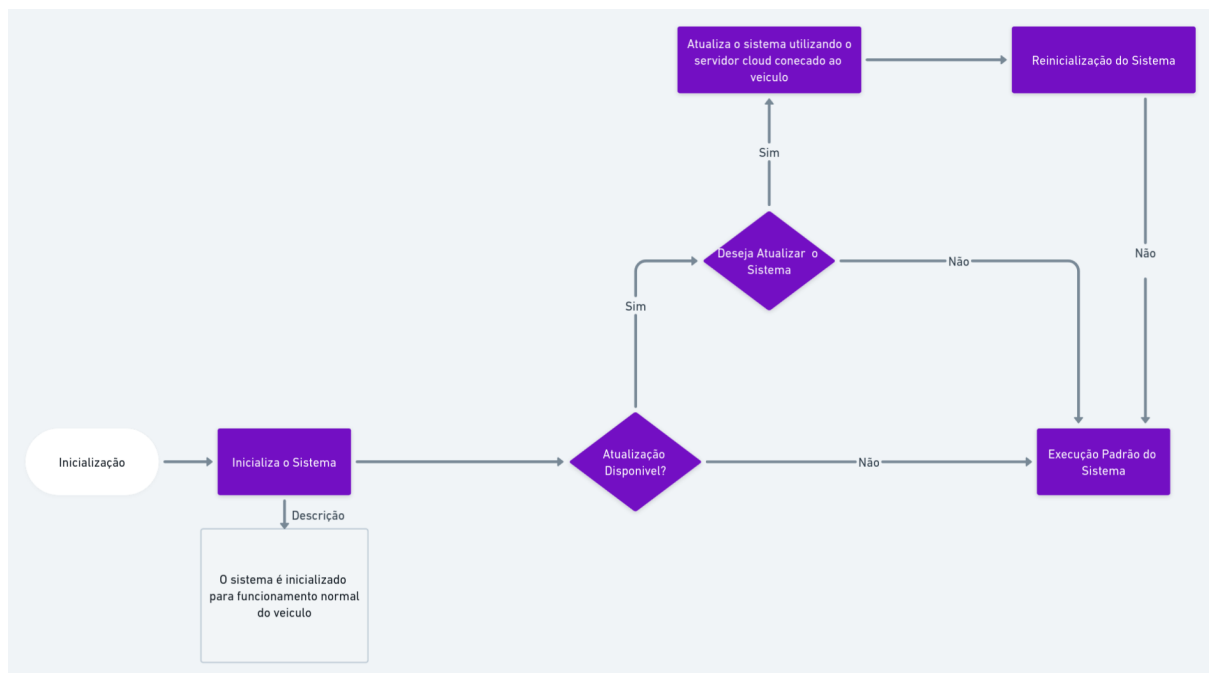 Atualiza o sistema utilizando o
servidor cloud conecado ao
veiculo
Reinicialização do Sistema
Sim
Deseja Atualizar o
Sistema
Não
Não
Sim
Inicialização
Inicializa o Sistema
Atualização
Disponivel?
Não
Execução Padrão do
Sistema
Descrição
O sistema é inicializado
para funcionamento normal
do veiculo